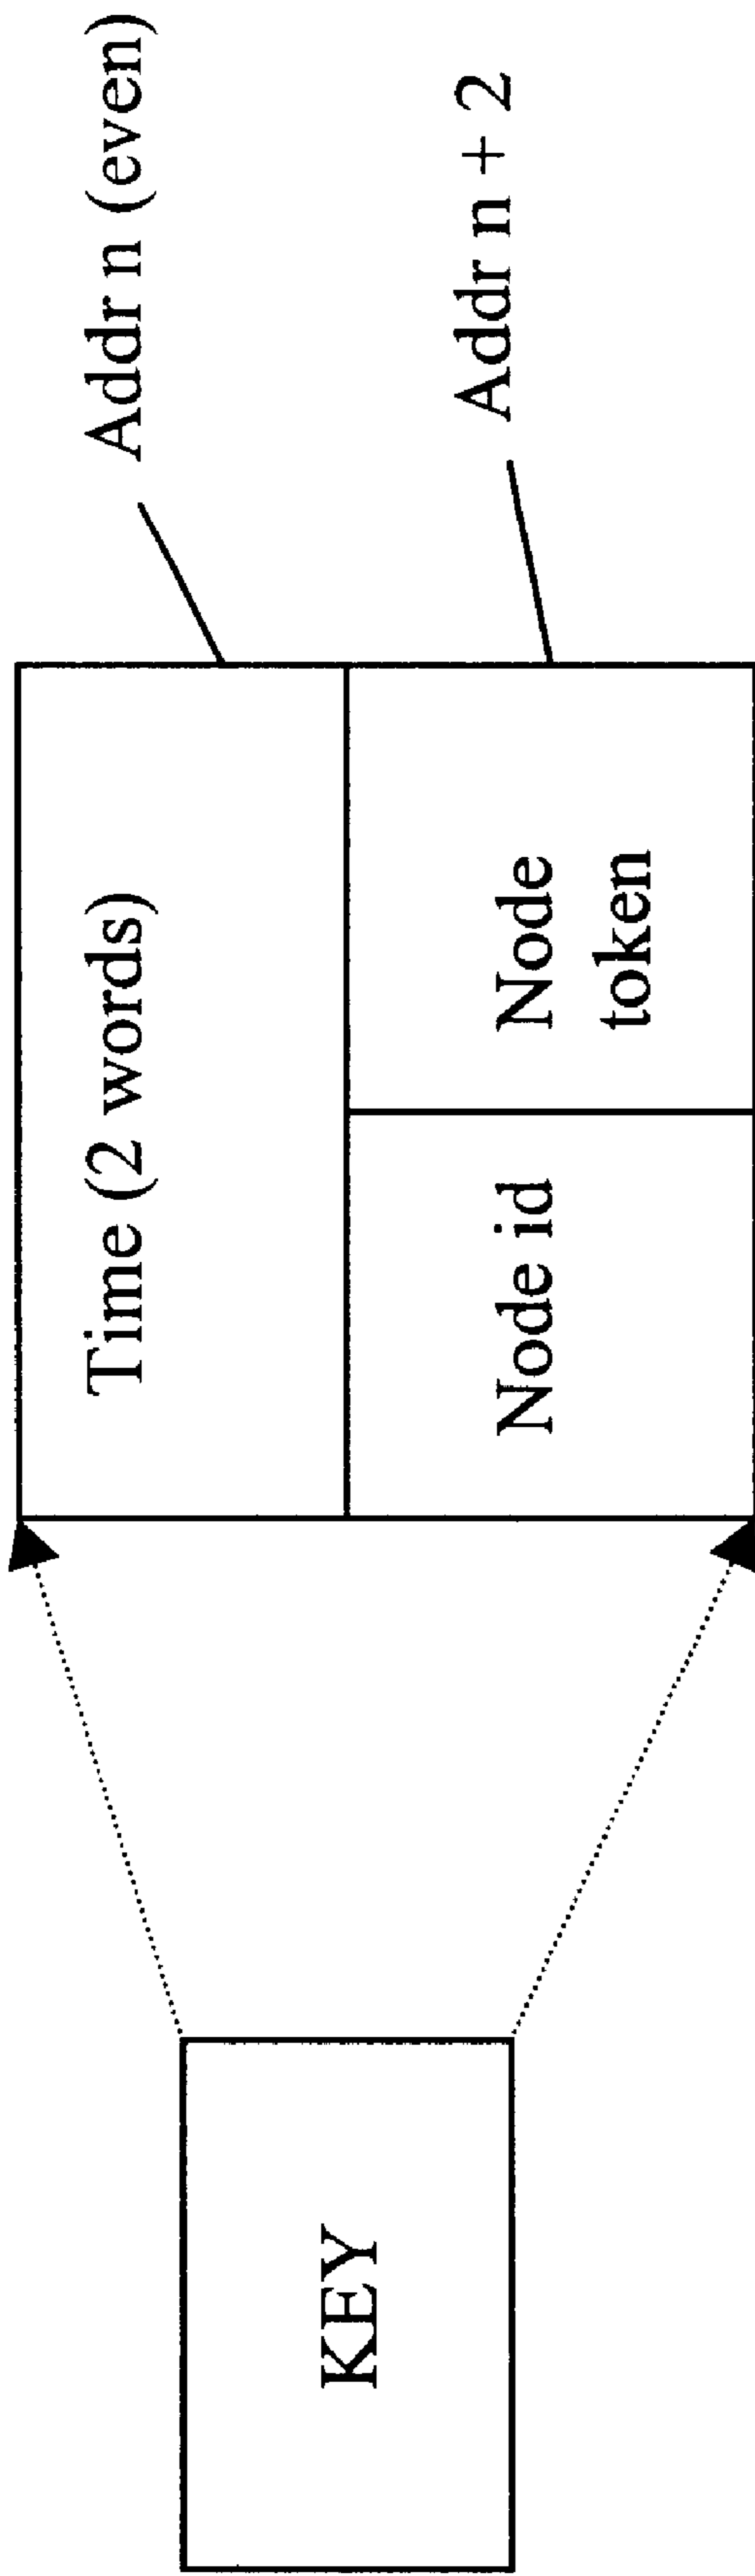 KEY
Time (2 words)
Node id
Node
token
Addr n (even)
Addr n + 2